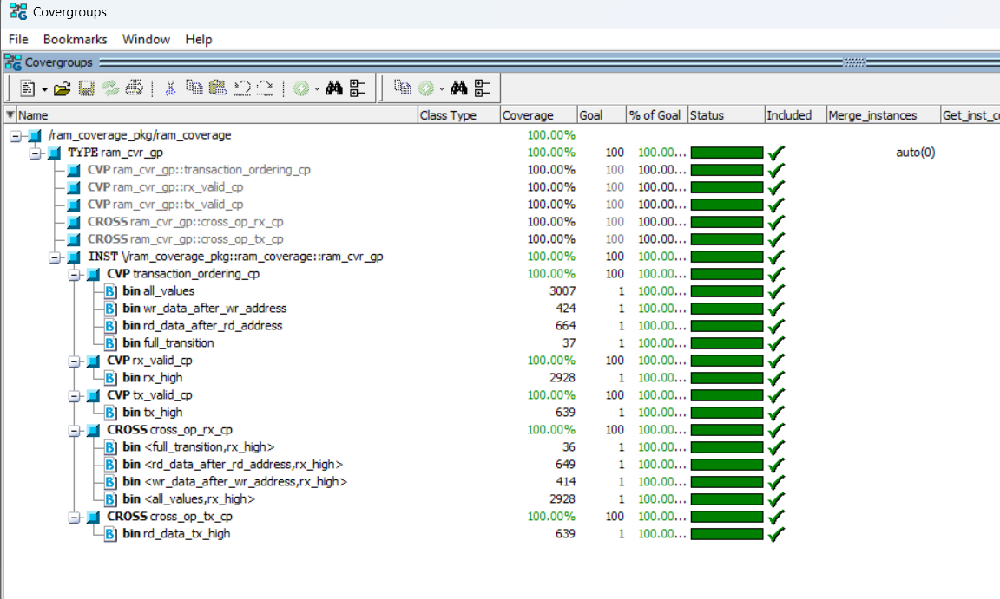 Covergroups
File Bookmarks Window Help
Covergroups
Name Class Type Coverage Goal % of Goal Status Included Merge_instances Get_inst_co
/ram_coverage_pkg/ram_coverage 100.00%
TYPE ram_cvr_gp 100.00% 100 100.00... auto(0)
CVP ram_cvr_gp::transaction_ordering_cp 100.00% 100 100.00...
CVP ram_cvr_gp::rx_valid_cp 100.00% 100 100.00...
CVP ram_cvr_gp::tx_valid_cp 100.00% 100 100.00...
CROSS ram_cvr_gp::cross_op_rx_cp 100.00% 100 100.00...
CROSS ram_cvr_gp::cross_op_tx_cp 100.00% 100 100.00...
INST \/ram_coverage_pkg::ram_coverage::ram_cvr_gp 100.00% 100 100.00...
CVP transaction_ordering_cp 100.00% 100 100.00...
B] bin all_values 3007 1 100.00...
B] bin wr_data_after_wr_address 424 1 100.00...
B] bin rd_data_after_rd_address 664 1 100.00...
B] bin full_transition 37 1 100.00...
CVP rx_valid_cp 100.00% 100 100.00...
B] bin rx_high 2928 1 100.00...
CVP tx_valid_cp 100.00% 100 100.00...
B] bin tx_high 639 1 100.00...
CROSS cross_op_rx_cp 100.00% 100 100.00...
B] bin <full_transition,rx_high> 36 1 100.00...
B] bin <rd_data_after_rd_address,rx_high> 649 1 100.00...
B] bin <wr_data_after_wr_address,rx_high> 414 1 100.00...
B] bin <all_values,rx_high> 2928 1 100.00...
CROSS cross_op_tx_cp 100.00% 100 100.00...
B] bin rd_data_tx_high 639 1 100.00...